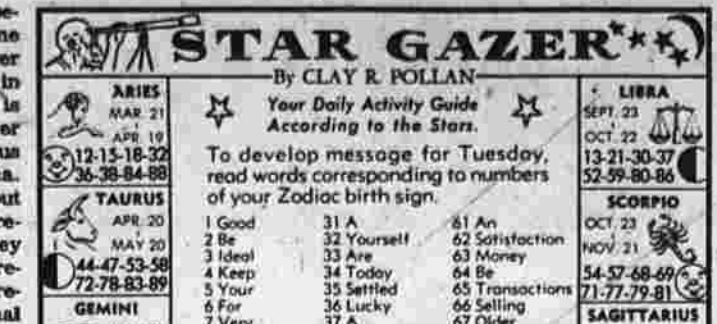 STAR GAZER
By CLAY R. POLLAN
ARIES
MAR. 21
APR. 19
12-15-18-32
36-38-84-88
TAURUS
APR. 20
MAY 20
44-47-53-58
72-78-83-89
GEMINI
Your Daily Activity Guide
According to the Stars.
To develop message for Tuesday,
read words corresponding to numbers
of your Zodiac birth sign.
1 Good
2 Be
3 Ideal
4 Keep
5 Your
6 For
7 Very
31 A
32 Yourself
33 Are
34 Today
35 Settled
36 Lucky
37 A
61 An
62 Satisfaction
63 Money
64 Be
65 Transactions
66 Selling
67 Older
LIBRA
SEPT. 23
OCT. 22
13-21-30-37
52-59-80-86
SCORPIO
OCT. 23
NOV. 21
54-57-68-69
71-77-79-81
SAGITTARIUS